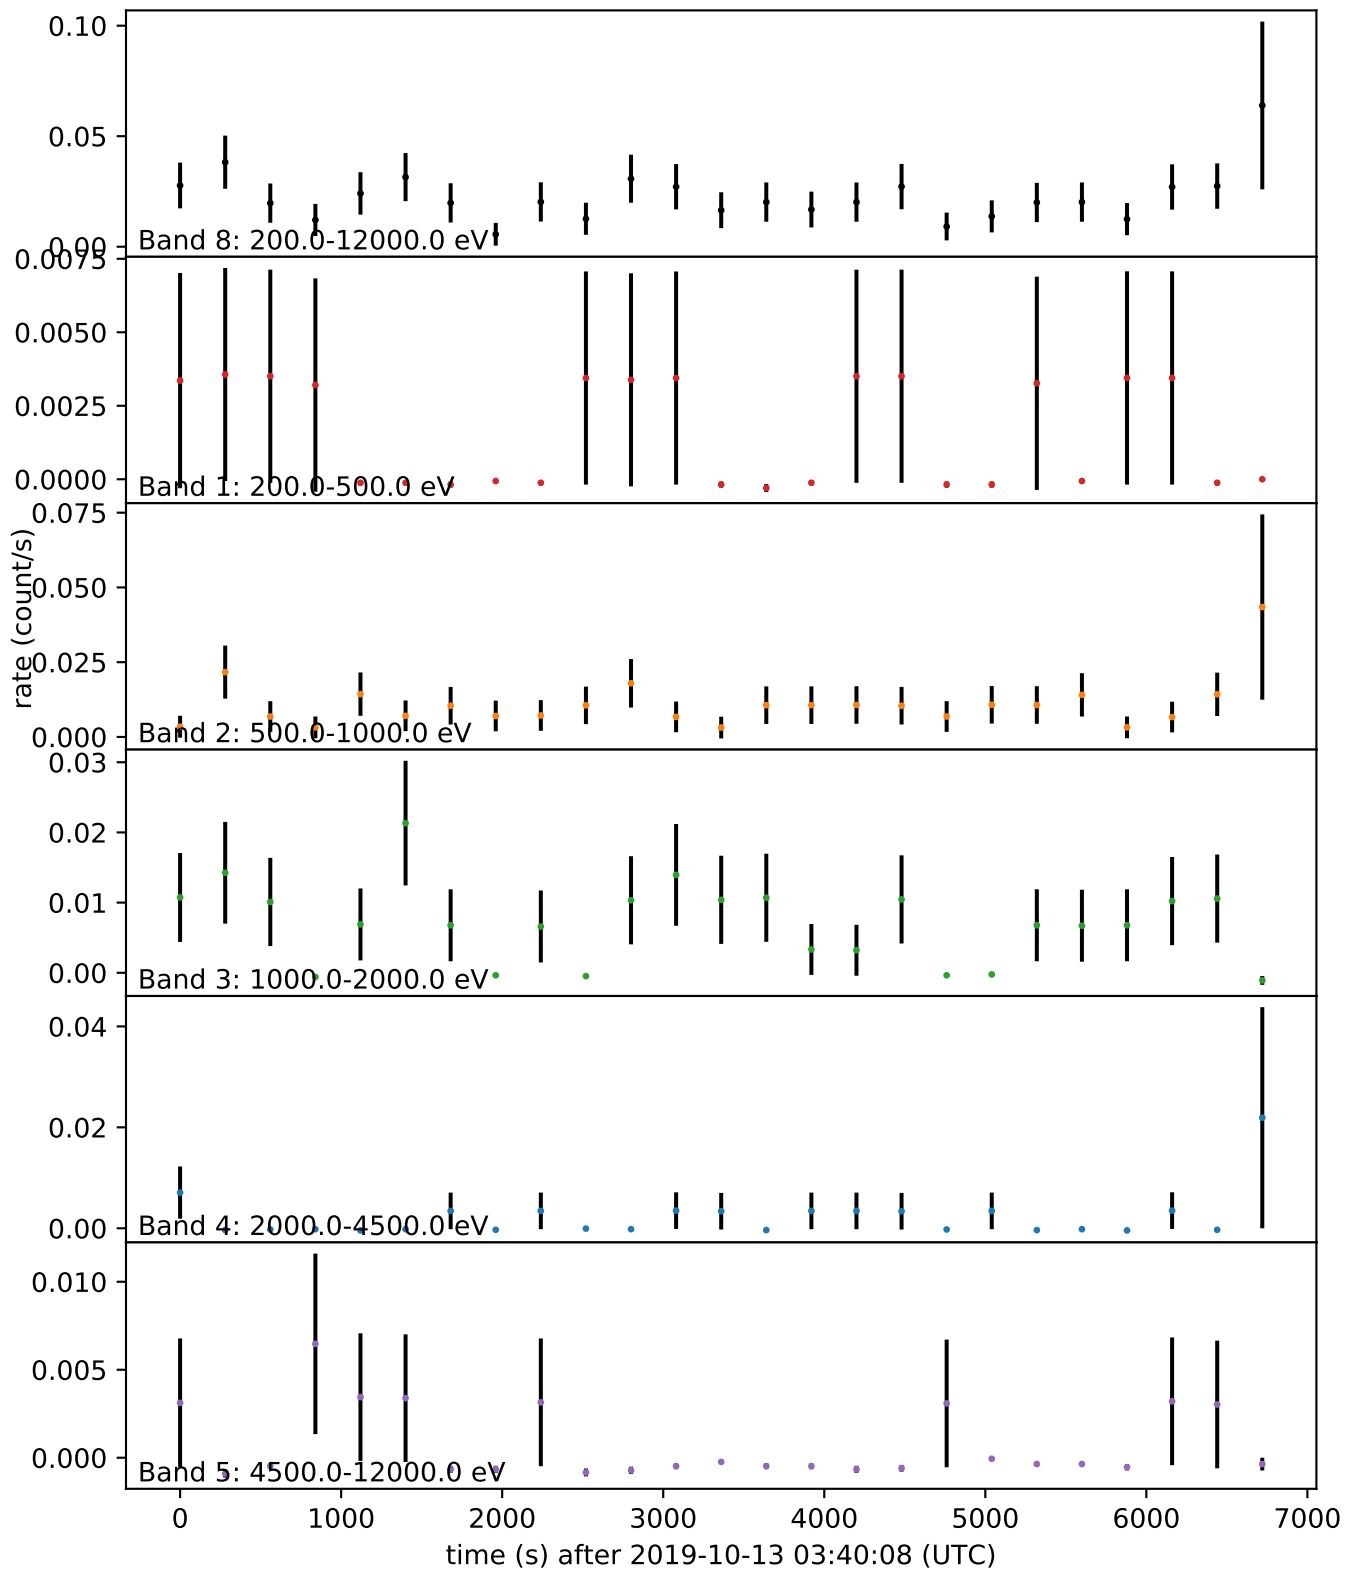 0.10
0.05
0.00
Band 8: 200.0-12000.0 eV
0.0075
0.0050
0.0025
0.0000
Band 1: 200.0-500.0 eV
0.075
0.050
0.025
0.000
Band 2: 500.0-1000.0 eV
rate (count/s)
0.03
0.02
0.01
0.00
Band 3: 1000.0-2000.0 eV
0.04
0.02
0.00
Band 4: 2000.0-4500.0 eV
0.010
0.005
0.000
Band 5: 4500.0-12000.0 eV
0 1000 2000 3000 4000 5000 6000 7000
time (s) after 2019-10-13 03:40:08 (UTC)